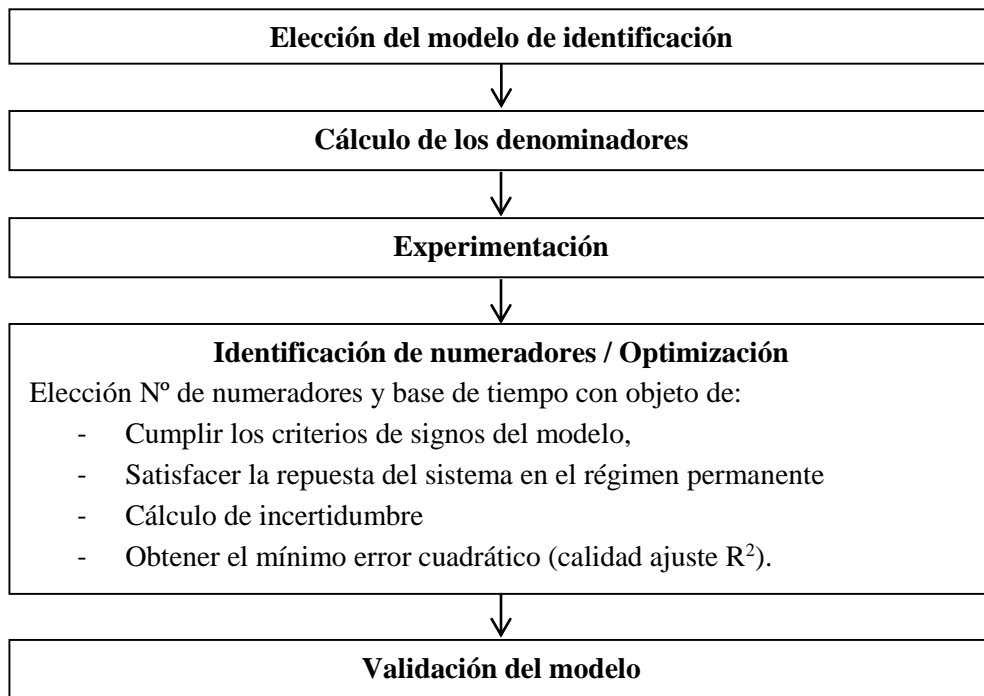 Elección del modelo de identificación
Cálculo de los denominadores
Experimentación
Identificación de numeradores / Optimización
Elección Nº de numeradores y base de tiempo con objeto de:
- Cumplir los criterios de signos del modelo,
- Satisfacer la repuesta del sistema en el régimen permanente
- Cálculo de incertidumbre
- Obtener el mínimo error cuadrático (calidad ajuste R²).
Validación del modelo